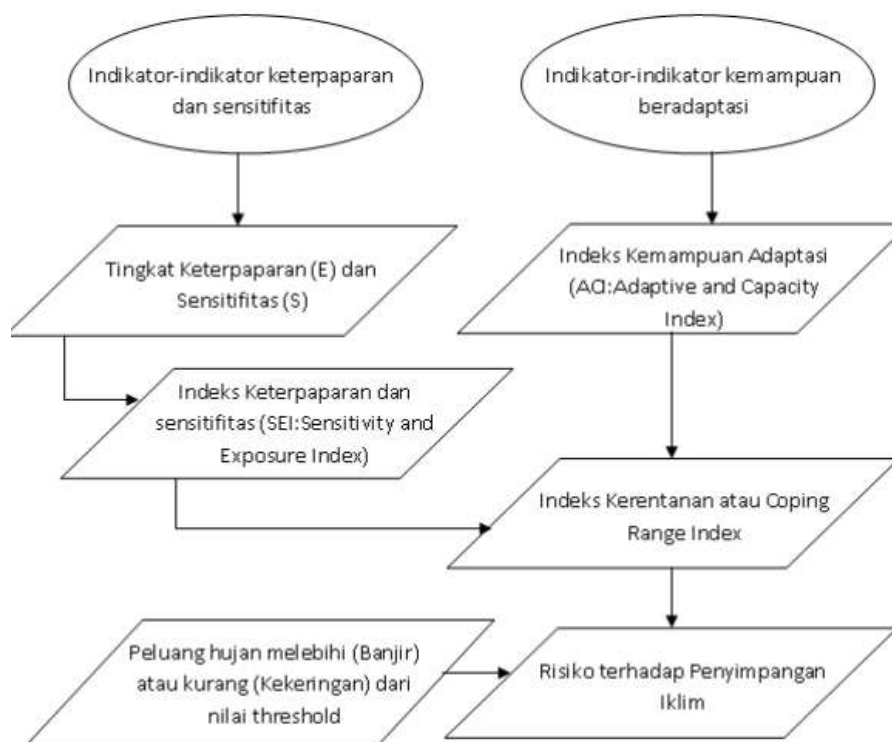 Indikator-indikator keterpaparan
dan sensitifitas
Indikator-indikator kemampuan
beradaptasi
Tingkat Keterpaparan (E) dan
Sensitifitas (S)
Indeks Kemampuan Adaptasi
(ACI:Adaptive and Capacity
Index)
Indeks Keterpaparan dan
sensitifitas (SEI:Sensitivity and
Exposure Index)
Indeks Kerentanan atau Coping
Range Index
Peluang hujan melebihi (Banjir)
atau kurang (Kekeringan) dari
nilai threshold
Risiko terhadap Penyimpangan
Iklim